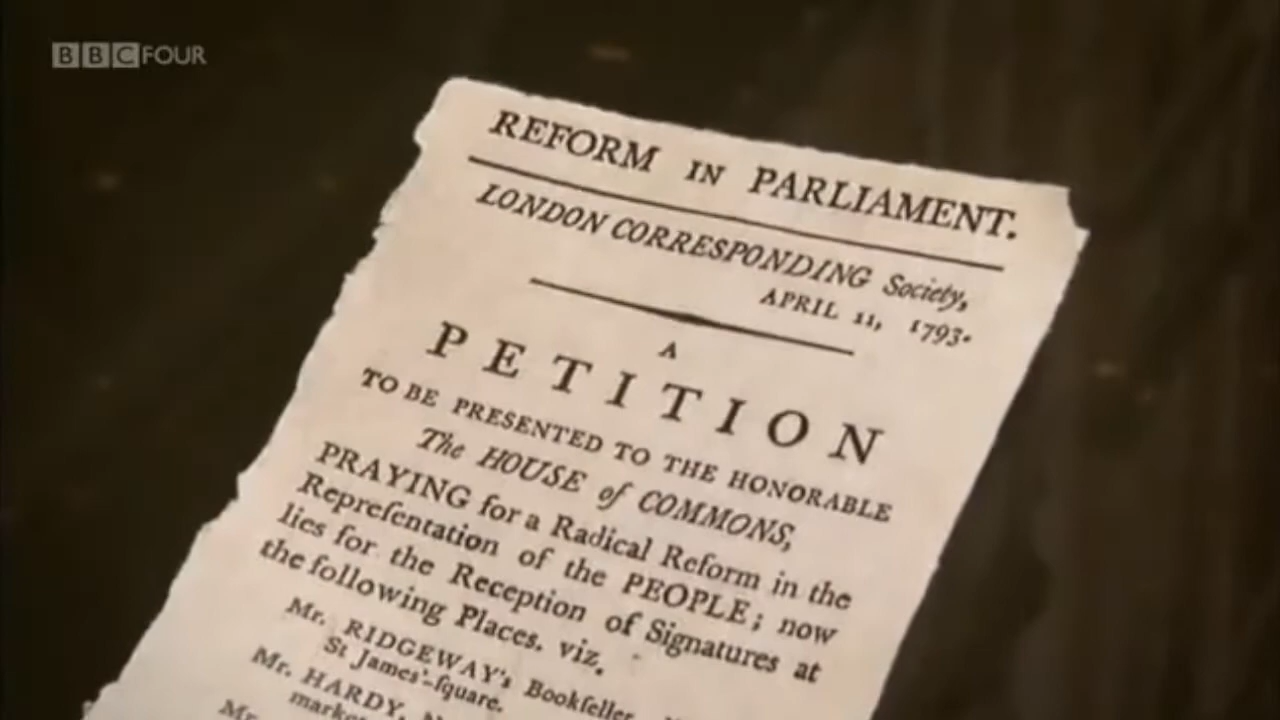 BBC FOUR
REFORM IN PARLIAMENT.
LONDON CORRESPONDING Society,
APRIL 11, 1793.
A
PETITION
TO BE PRESENTED TO THE HONORABLE
The HOUSE of COMMONS,
PRAYING for a Radical Reform in the
Repreſentation of the PEOPLE; now
lies for the Reception of Signatures at
the following Places. viz.
Mr. RIDGEWAY's Bookſeller
St James'-ſquare.
Mr. HARDY,
market
Mr.